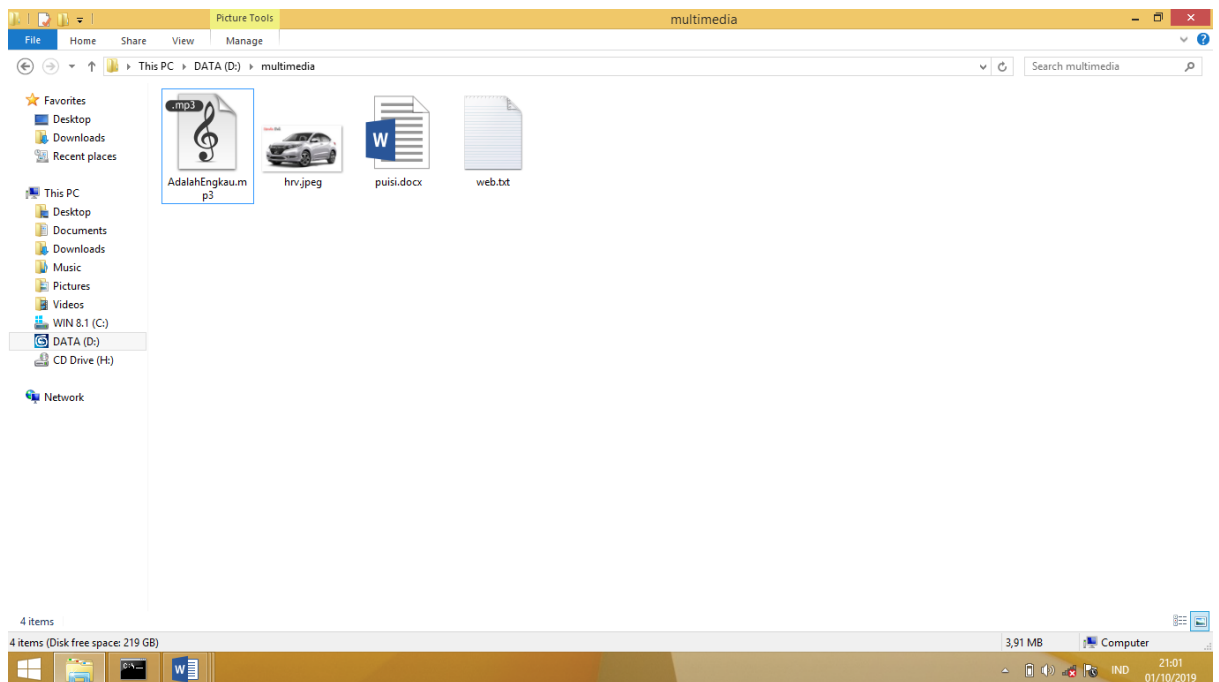 Picture Tools
multimedia
File Home Share View Manage
This PC DATA (D:) multimedia
Search multimedia
Favorites
Desktop
Downloads
Recent places
This PC
Desktop
Documents
Downloads
Music
Pictures
Videos
WIN 8.1 (C:)
DATA (D:)
CD Drive (H:)
Network
.mp3
AdalahEngkau.m
p3
hrv.jpeg
W
puisi.docx
web.txt
4 items
4 items (Disk free space: 219 GB)
3,91 MB
Computer
C:\
W
IND
21:01
01/10/2019